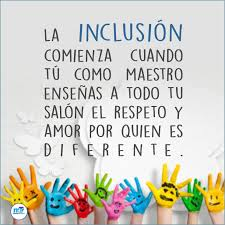 LA INCLUSIÓN
COMIENZA CUANDO
TÚ COMO MAESTRO
ENSEÑAS A TODO TU
SALÓN EL RESPETO Y
AMOR POR QUIEN ES
DIFERENTE.